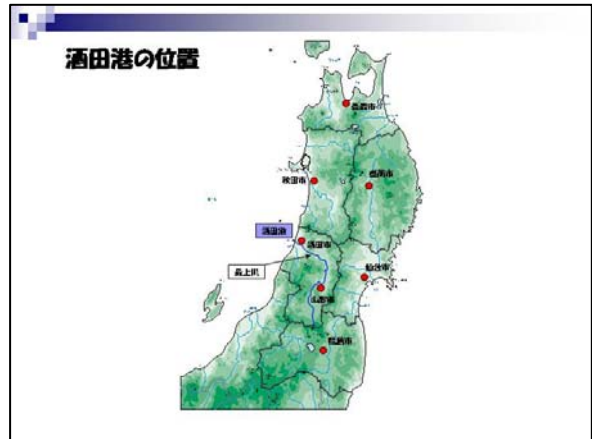 酒田港の位置
青森市
秋田市
盛岡市
酒田港
酒田市
最上川
仙台市
山形市
福島市